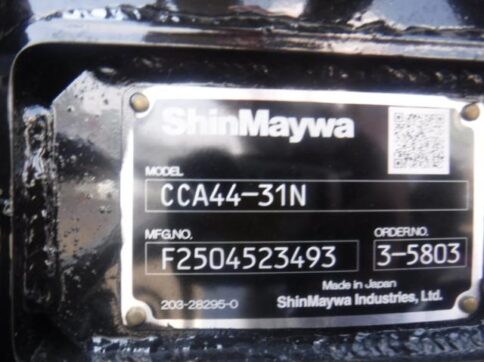 ShinMaywa
MODEL
CCA44-31N
MFG.NO. ORDER.NO.
F2504523493 3-5803
Made in Japan
203-28295-0 ShinMaywa Industries, Ltd.